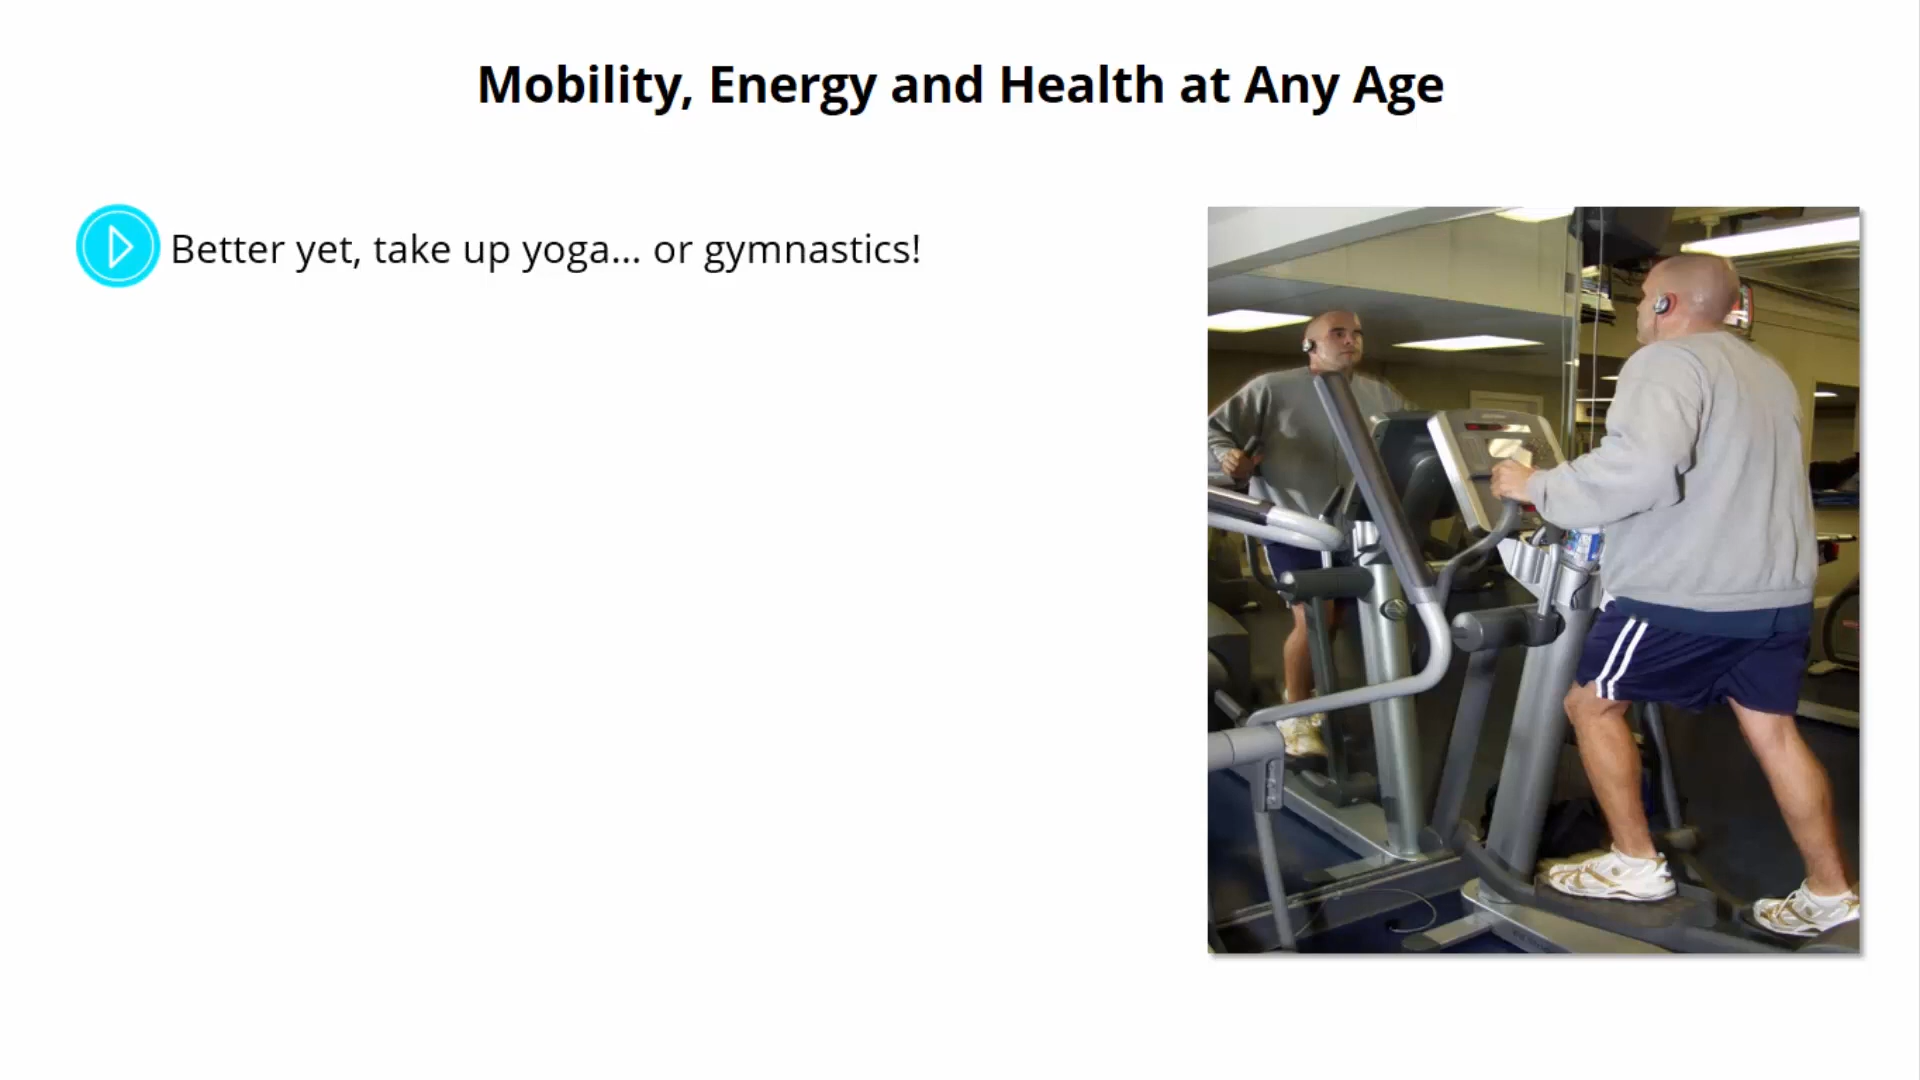 Mobility, Energy and Health at Any Age
Better yet, take up yoga... or gymnastics!